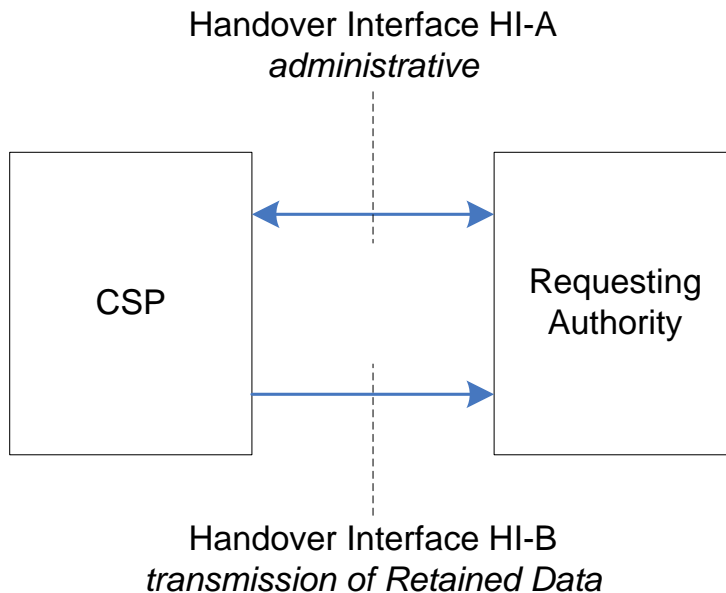 Handover Interface HI-A
administrative
CSP
Requesting
Authority
Handover Interface HI-B
transmission of Retained Data